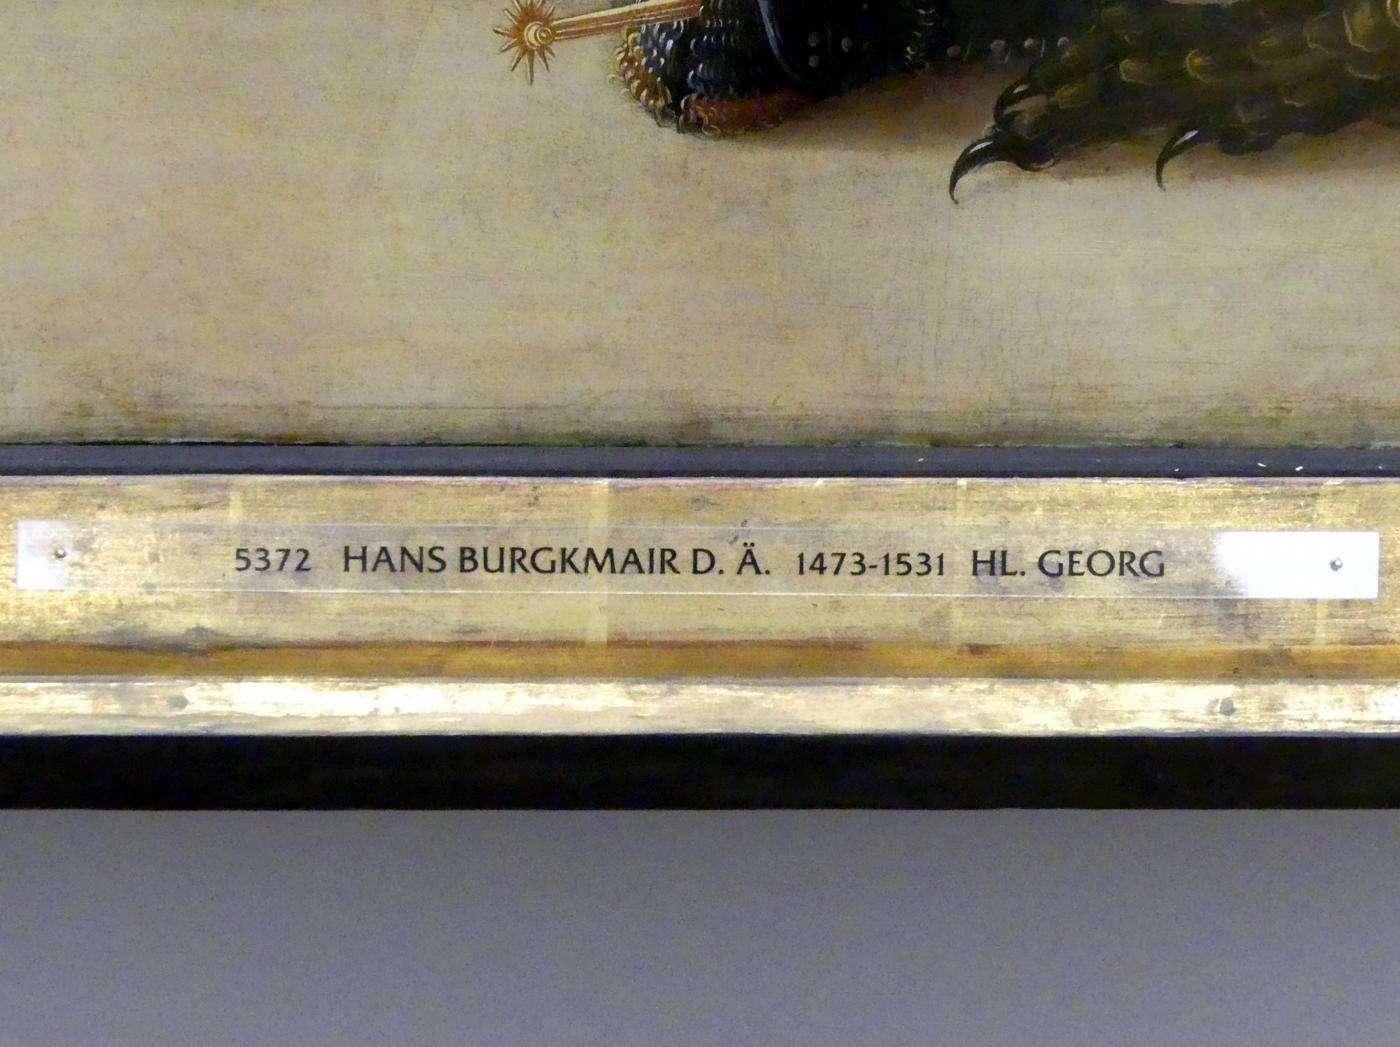 5372 HANS BURGKMAIR D. Ä. 1473-1531 HL. GEORG